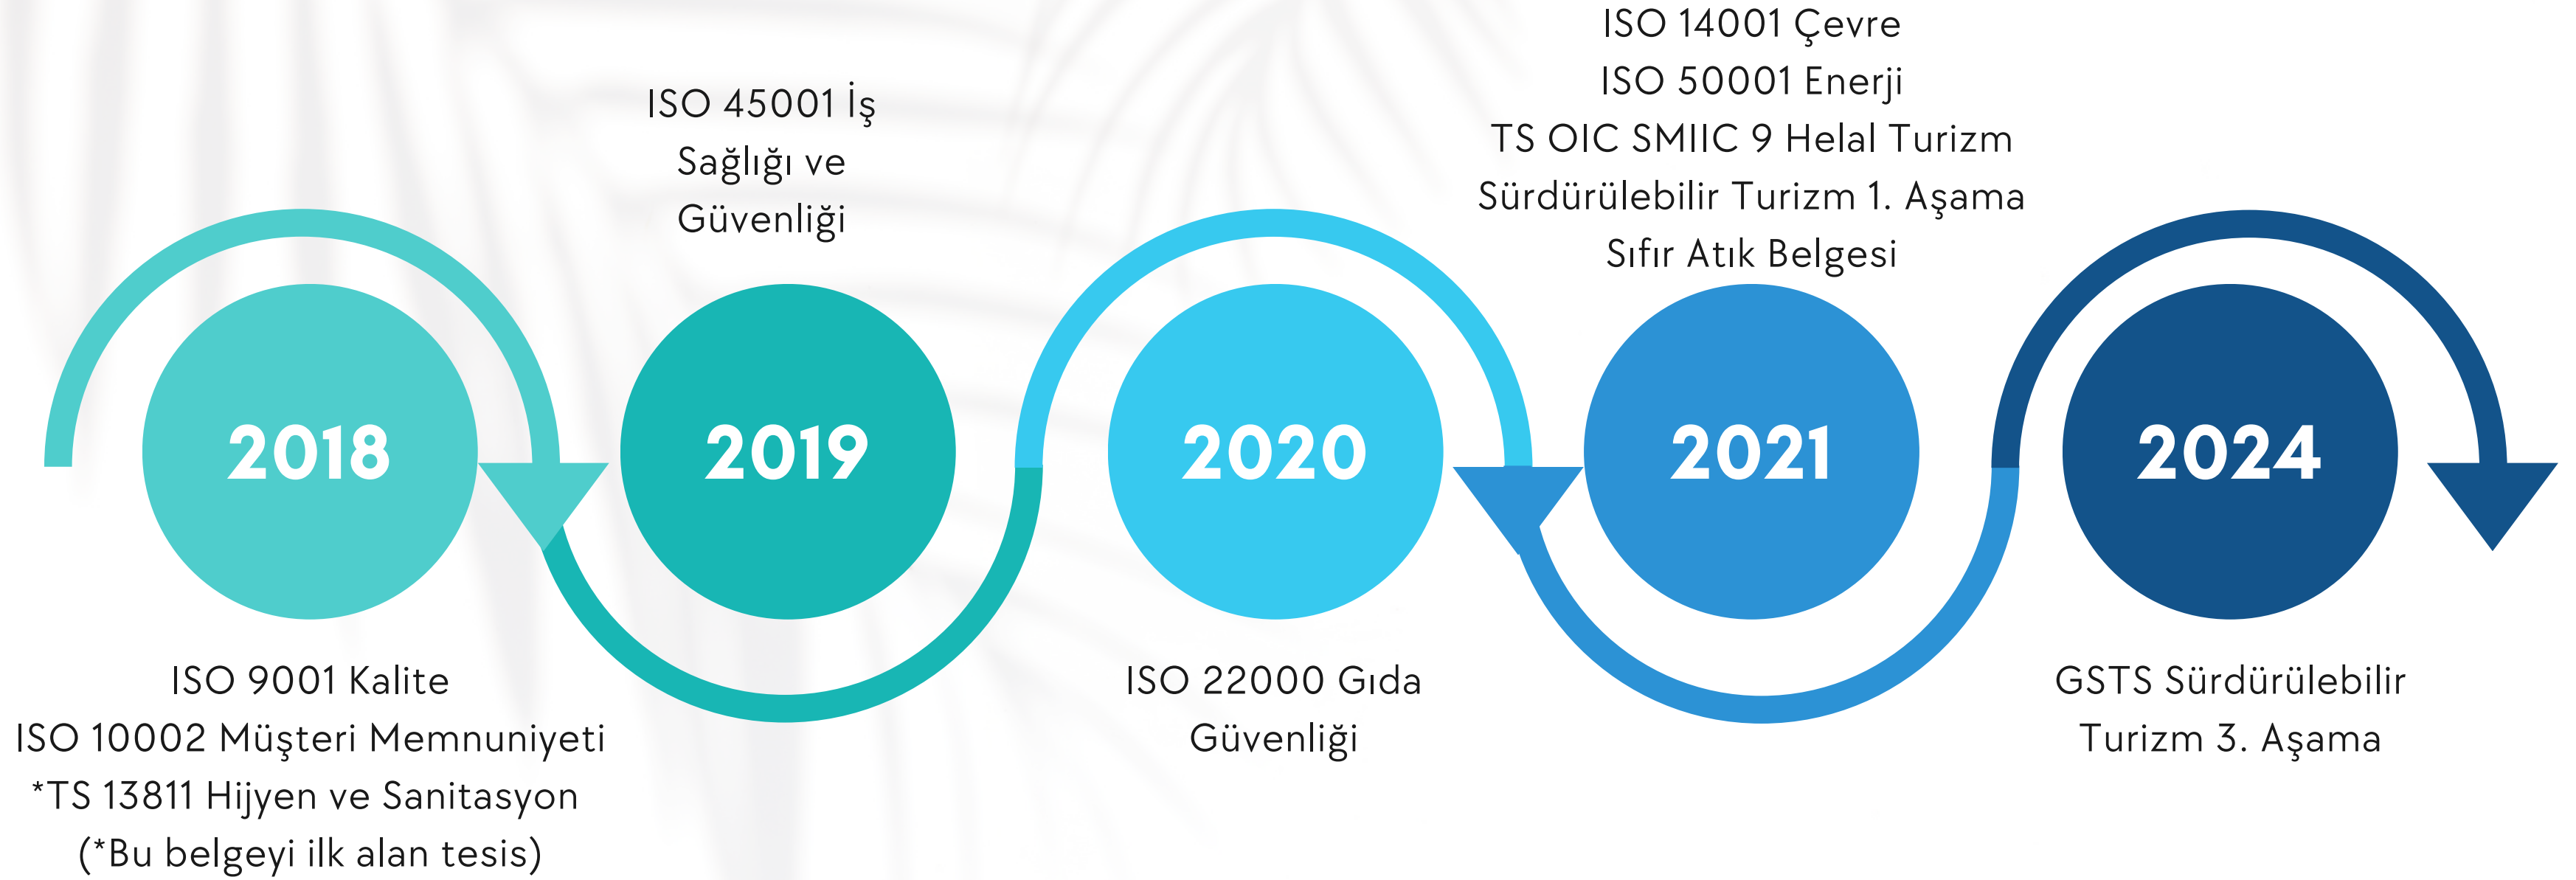 2018
ISO 9001 Kalite
ISO 10002 Müşteri Memnuniyeti
*TS 13811 Hijyen ve Sanitasyon
(*Bu belgeyi ilk alan tesis)
ISO 45001 İş
Sağlığı ve
Güvenliği
2019
2020
ISO 22000 Gıda
Güvenliği
ISO 14001 Çevre
ISO 50001 Enerji
TS OIC SMIIC 9 Helal Turizm
Sürdürülebilir Turizm 1. Aşama
Sıfır Atık Belgesi
2021
2024
GSTS Sürdürülebilir
Turizm 3. Aşama